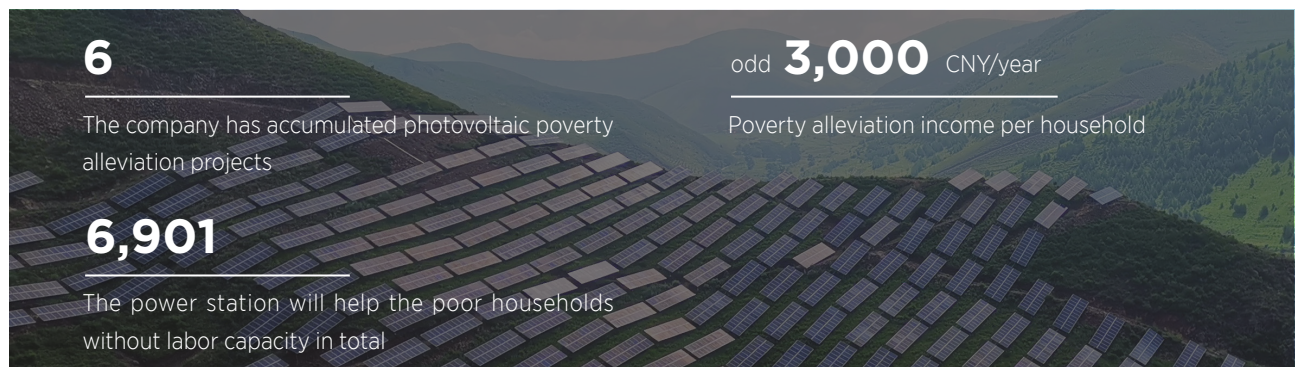 6
The company has accumulated photovoltaic poverty
alleviation projects
odd 3,000 CNY/year
Poverty alleviation income per household
6,901
The power station will help the poor households
without labor capacity in total